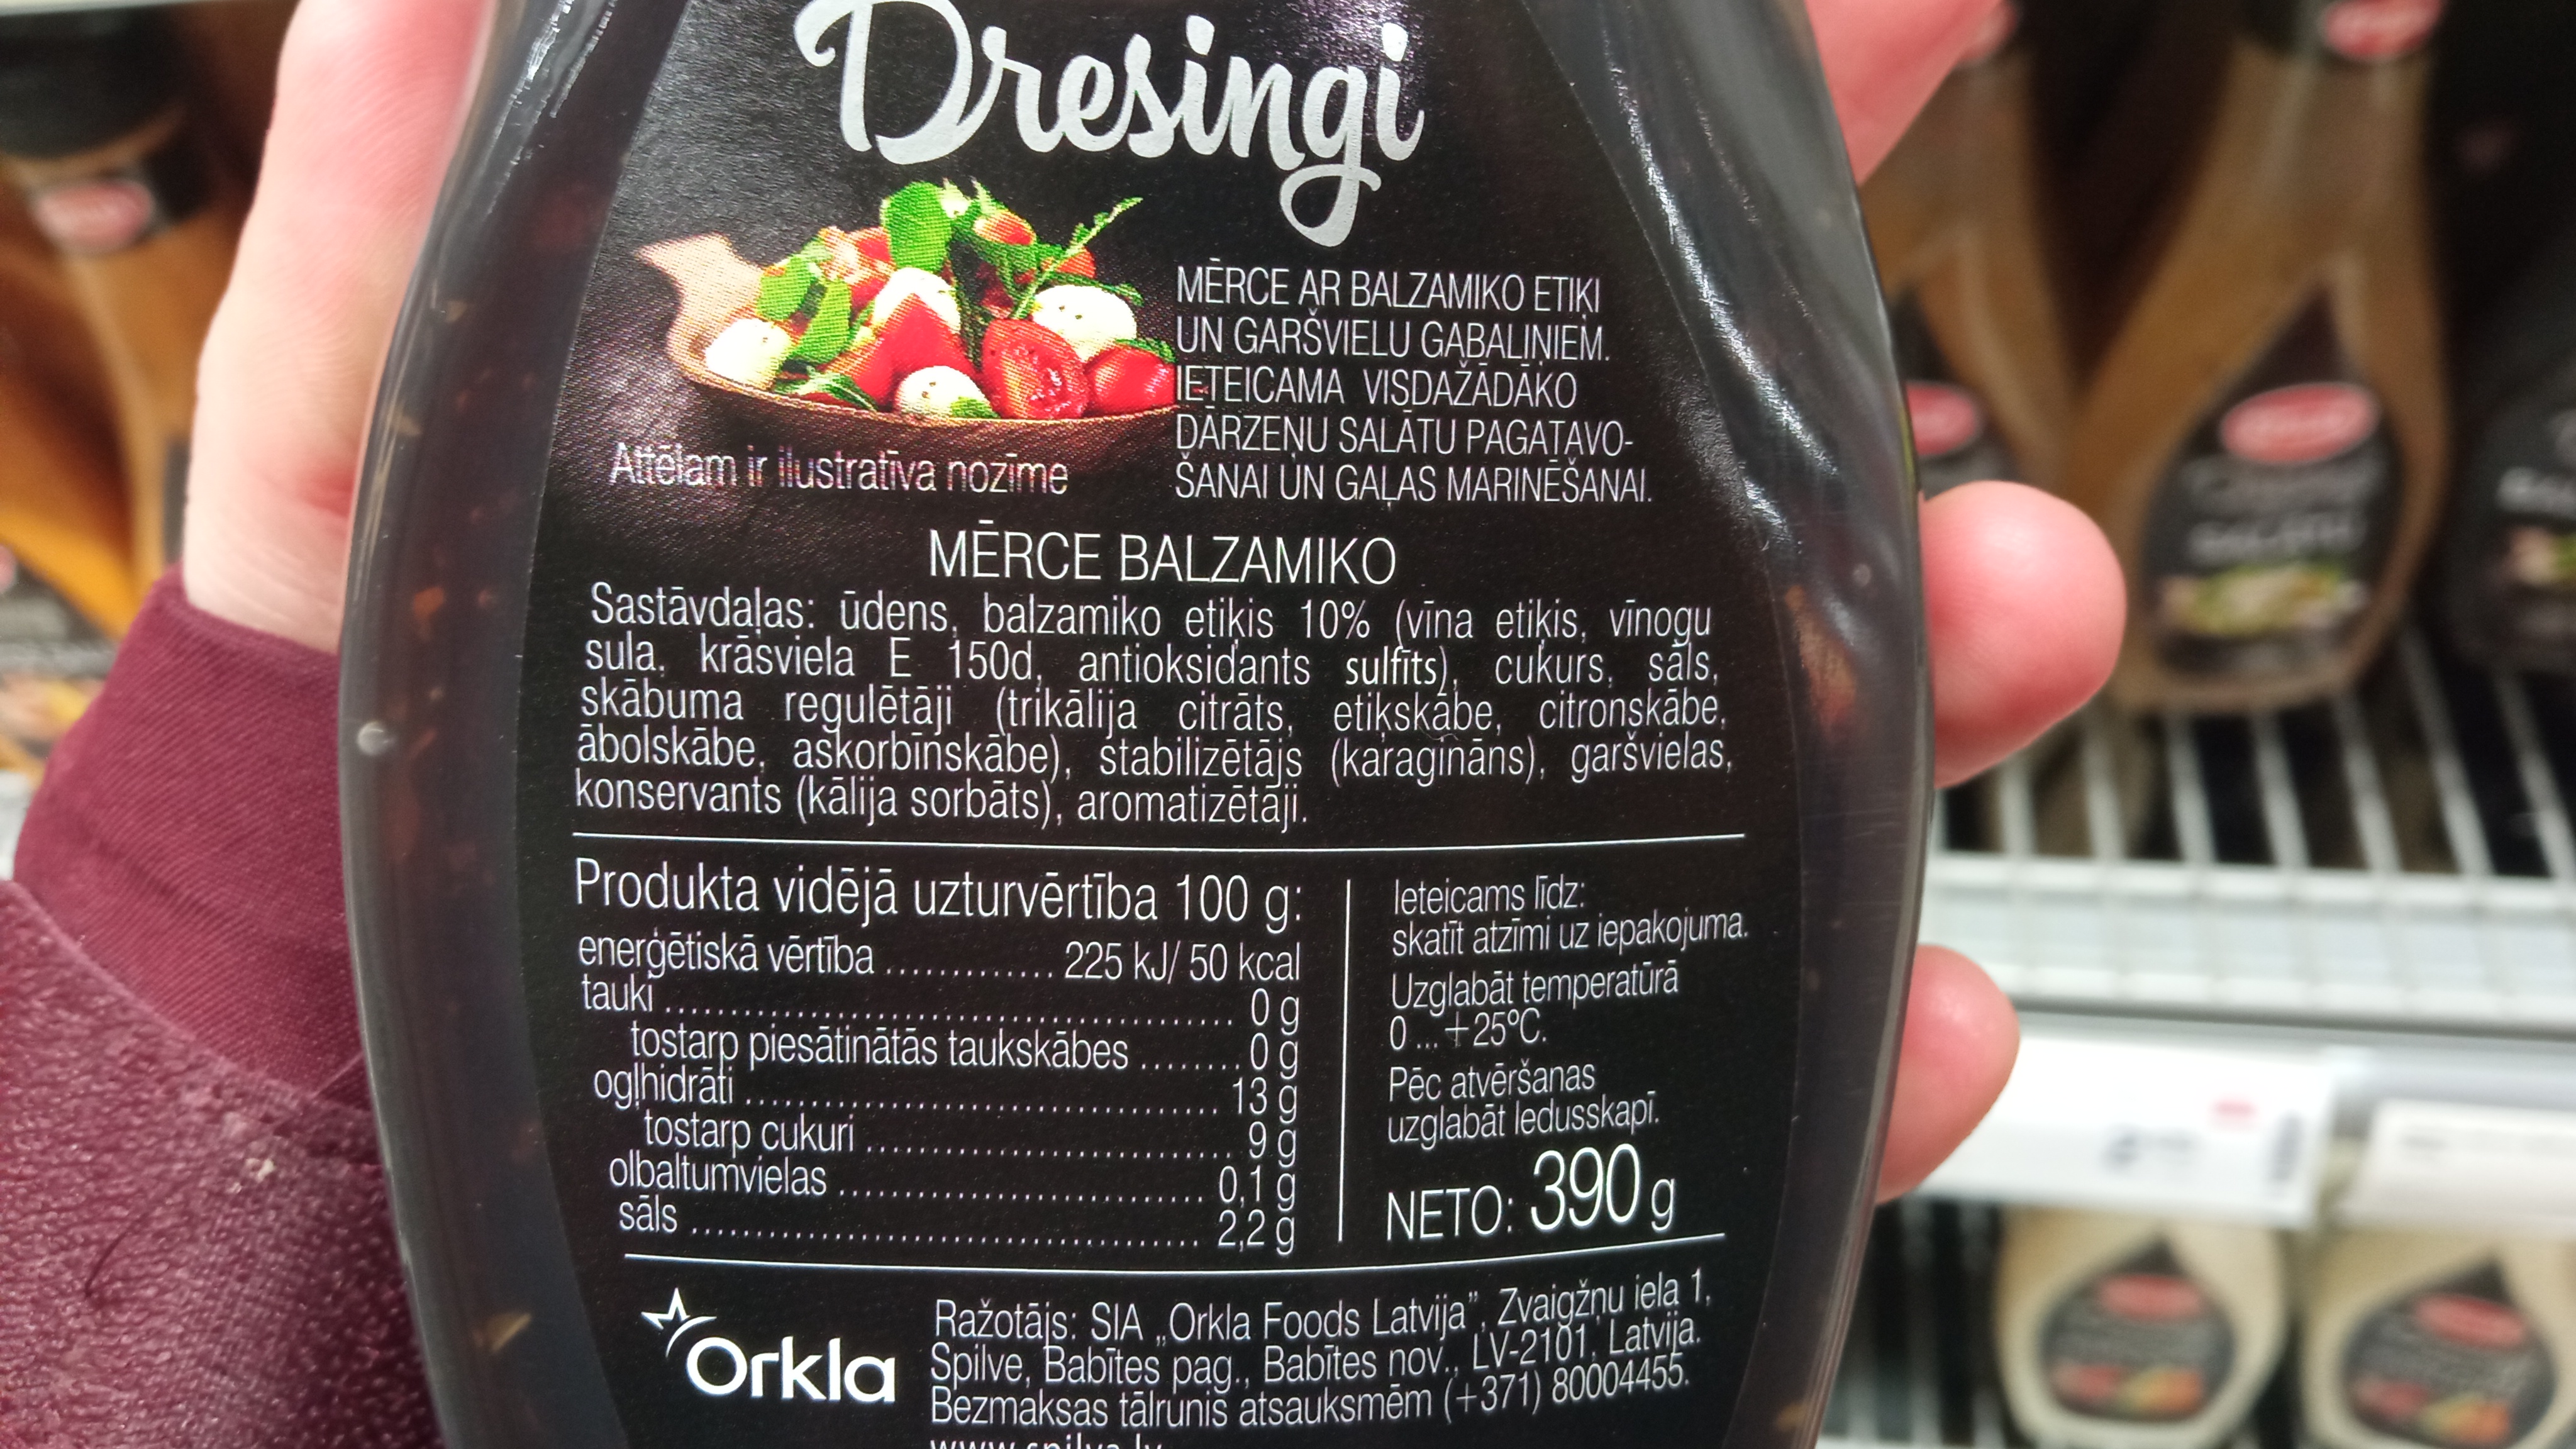 Dresingi
MĒRCE AR BALZAMIKO ETIĶI
UN GARŠVIELU GABALIŅIEM.
IETEICAMA VISDAŽĀDĀKO
DĀRZEŅU SALĀTU PAGATAVO-
ŠANAI UN GAĻAS MARINĒŠANAI.
Attēlam ir ilustratīva nozīme
MĒRCE BALZAMIKO
Sastāvdaļas: ūdens, balzamiko etiķis 10% (vīna etiķis, vīnogu
sula, krāsviela E 150d, antioksidants sulfīts), cukurs, sāls,
skābuma regulētāji (trikālija citrāts, etiķskābe, citronskābe,
ābolskābe, askorbīnskābe), stabilizētājs (karagināns), garšvielas,
konservants (kālija sorbāts), aromatizētāji.
Produkta vidējā uzturvērtība 100 g:
enerģētiskā vērtība ............. 225 kJ/ 50 kcal
tauki ............................................. 0 g
tostarp piesātinātās taukskābes ........ 0 g
ogļhidrāti ..................................... 13 g
tostarp cukuri ............................. 9 g
olbaltumvielas ............................ 0,1 g
sāls ........................................ 2,2 g
Ieteicams līdz:
skatīt atzīmi uz iepakojuma.
Uzglabāt temperatūrā
0 ... +25°C.
Pēc atvēršanas
uzglabāt ledusskapī.
NETO: 390 g
Orkla
Ražotājs: SIA „Orkla Foods Latvija”, Zvaigžņu iela 1,
Spilve, Babītes pag., Babītes nov., LV-2101, Latvija.
Bezmaksas tālrunis atsauksmēm (+371) 80004455.
www.spilva.lv